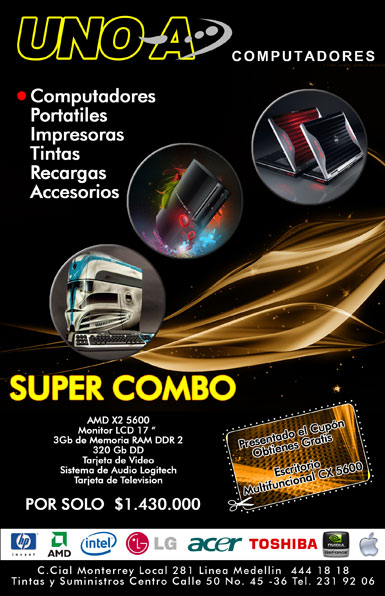 UNO-A
COMPUTADORES
Computadores
Portatiles
Impresoras
Tintas
Recargas
Accesorios
SUPER COMBO
AMD X2 5600
Monitor LCD 17 “
3Gb de Memoria RAM DDR 2
320 Gb DD
Tarjeta de Video
Sistema de Audio Logitech
Tarjeta de Television
POR SOLO $1.430.000
Presentado el Cupón
Obtienes Gratis
Escritorio
Multifuncional CX 5600
hp
invent
AMD
intel
LG
acer
TOSHIBA
NVIDIA
GEFORCE
C.Cial Monterrey Local 281 Linea Medellin 444 18 18
Tintas y Suministros Centro Calle 50 No. 45 -36 Tel. 231 92 06